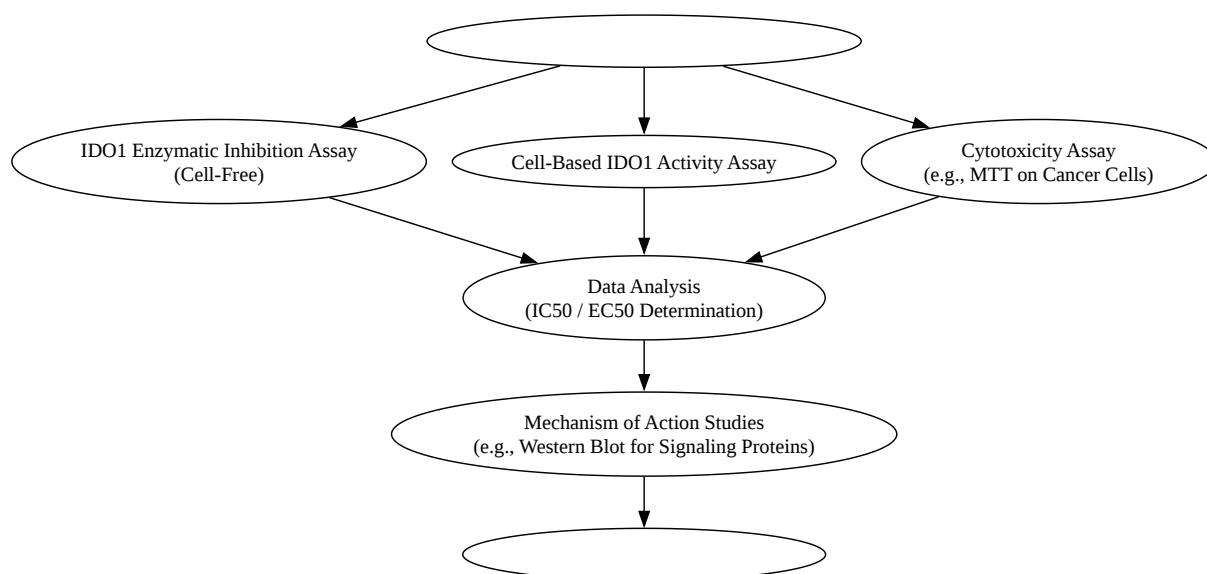 IDO1 Enzymatic Inhibition Assay
(Cell-Free)
Cell-Based IDO1 Activity Assay
Cytotoxicity Assay
(e.g., MTT on Cancer Cells)
Data Analysis
(IC50 / EC50 Determination)
Mechanism of Action Studies
(e.g., Western Blot for Signaling Proteins)